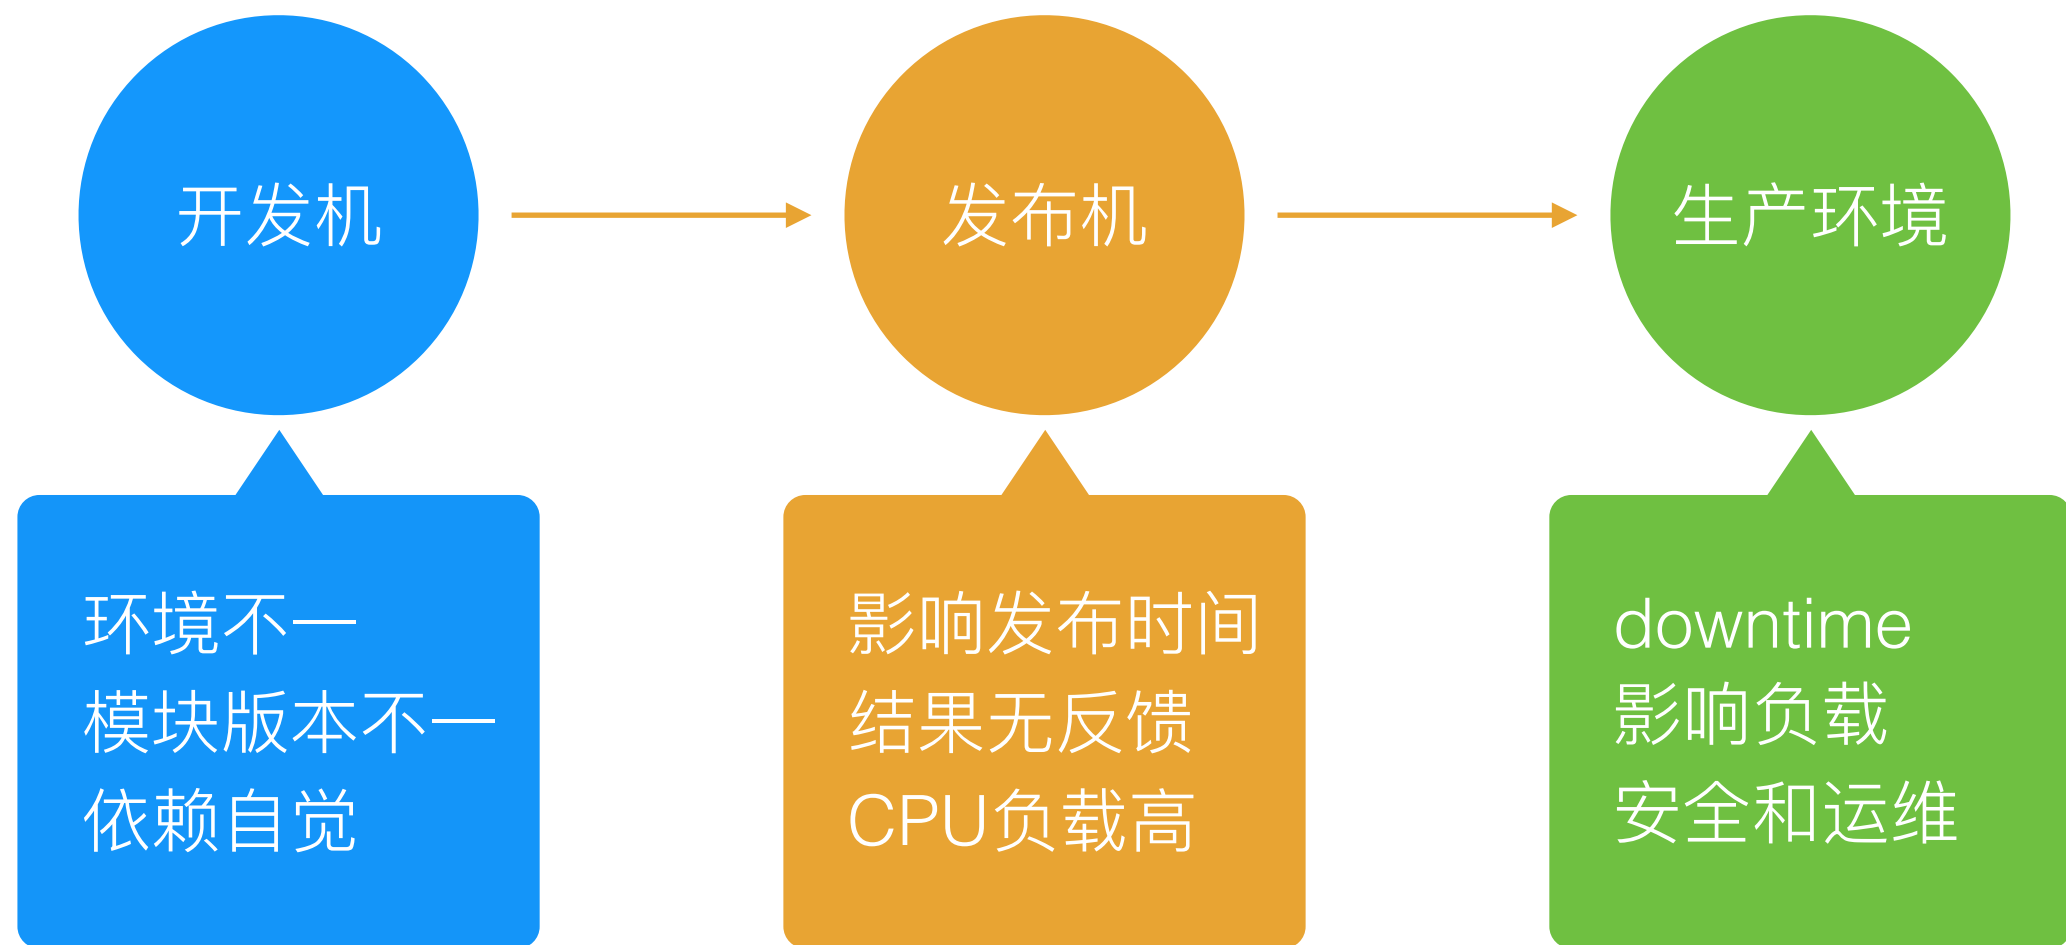 开发机
发布机
生产环境
环境不一
模块版本不一
依赖自觉
影响发布时间
结果无反馈
CPU负载高
downtime
影响负载
安全和运维